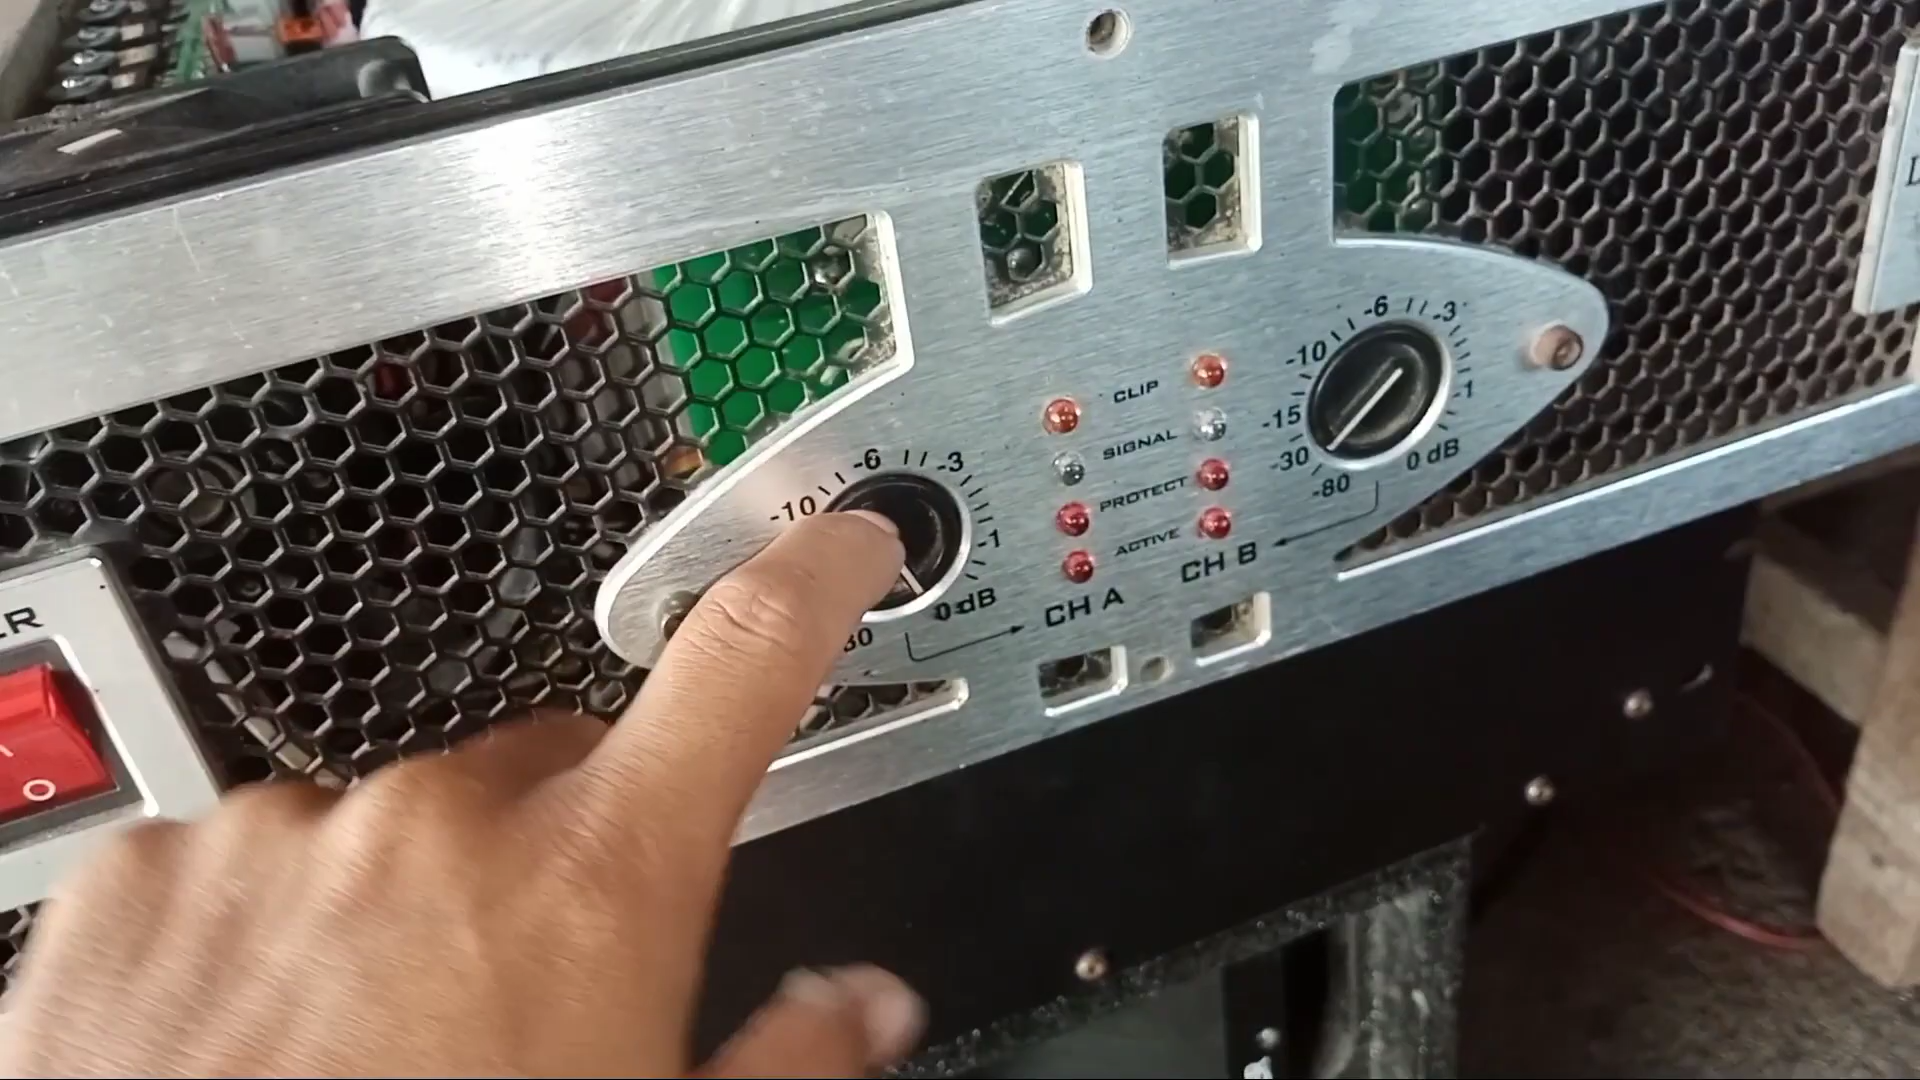 -6 -3
-10
-1
0 dB
-6 -3
-10
-15
-30
-80
-1
0 dB
CLIP
SIGNAL
PROTECT
ACTIVE
CH A
CH B
O